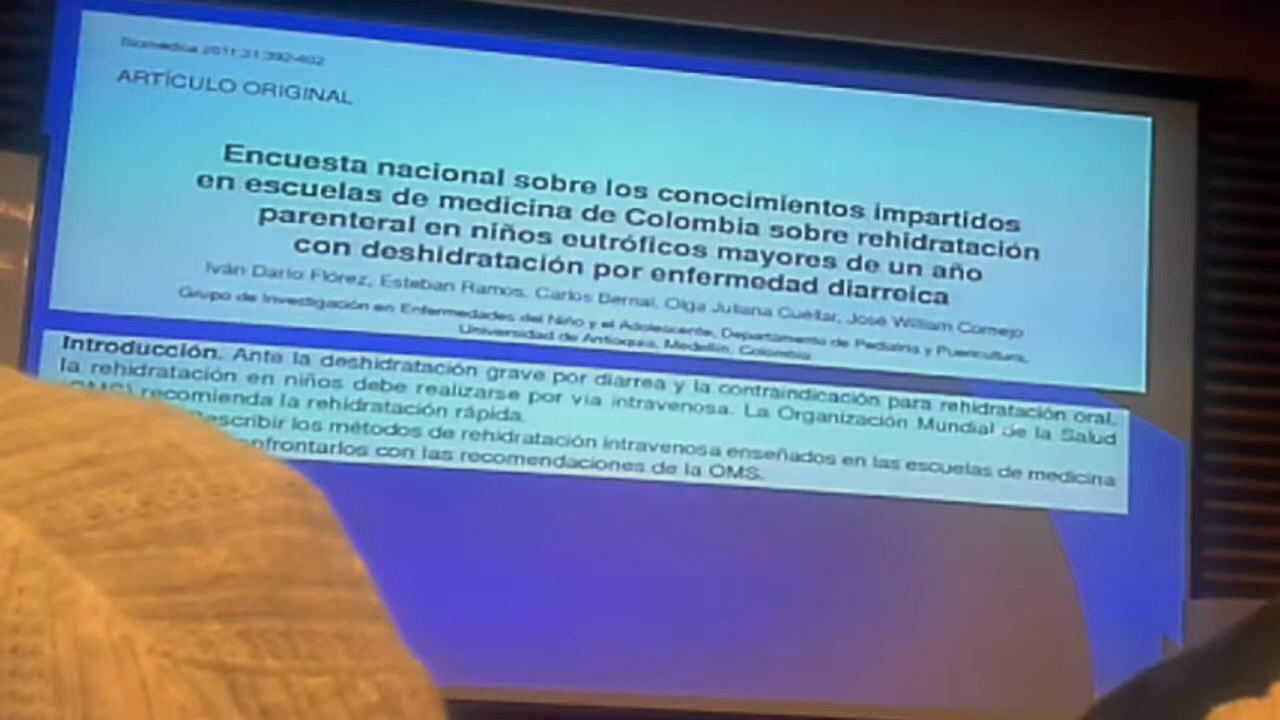 Biomédica 2011;31:392-402
ARTÍCULO ORIGINAL
Encuesta nacional sobre los conocimientos impartidos
en escuelas de medicina de Colombia sobre rehidratación
parenteral en niños eutróficos mayores de un año
con deshidratación por enfermedad diarreica
Iván Darío Flórez, Esteban Ramos, Carlos Bernal, Olga Juliana Cuéllar, José William Cornejo
Grupo de Investigación en Enfermedades del Niño y el Adolescente, Departamento de Pediatría y Puericultura,
Universidad de Antioquia, Medellín, Colombia
Introducción. Ante la deshidratación grave por diarrea y la contraindicación para rehidratación oral,
la rehidratación en niños debe realizarse por vía intravenosa. La Organización Mundial de la Salud
(OMS) recomienda la rehidratación rápida.
escribir los métodos de rehidratación intravenosa enseñados en las escuelas de medicina
nfrontarlos con las recomendaciones de la OMS.